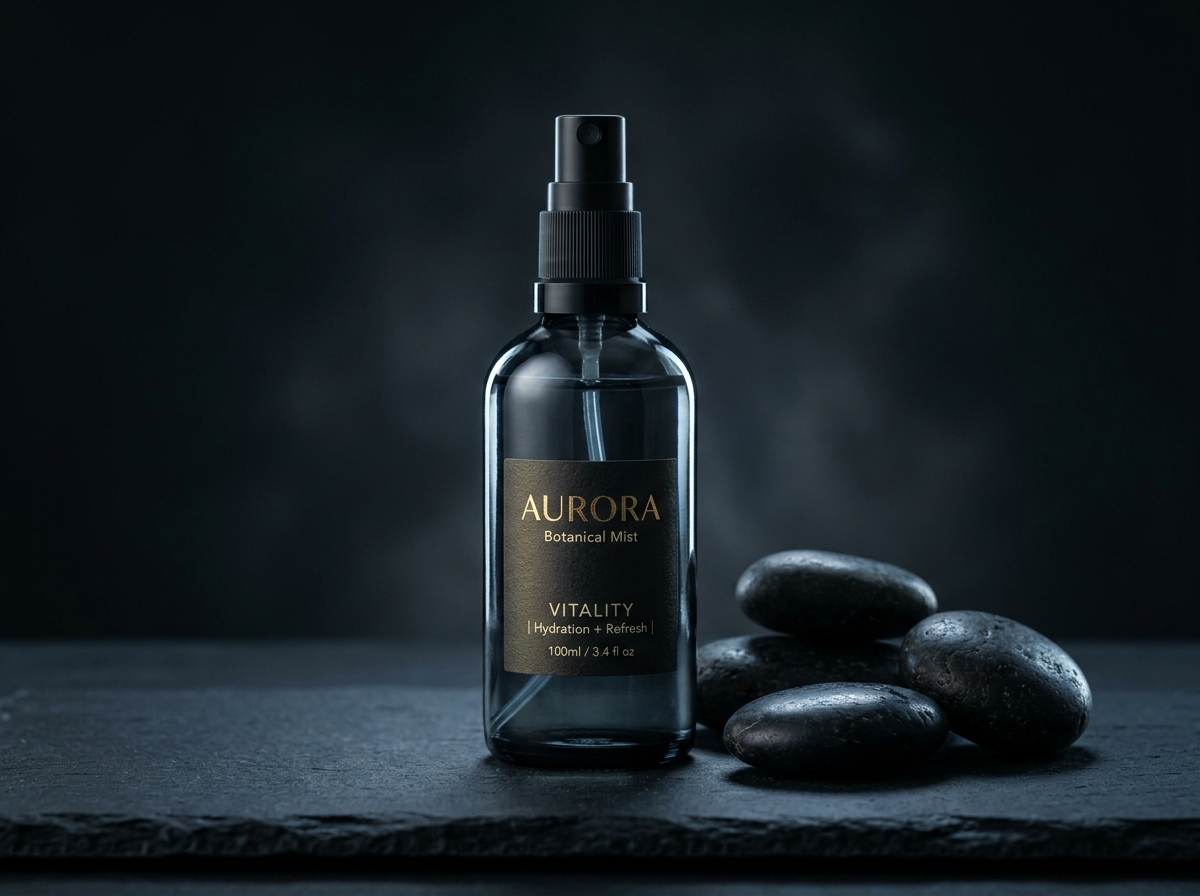 AURORA
Botanical Mist
VITALITY
| Hydration + Refresh |
100ml / 3.4 fl oz